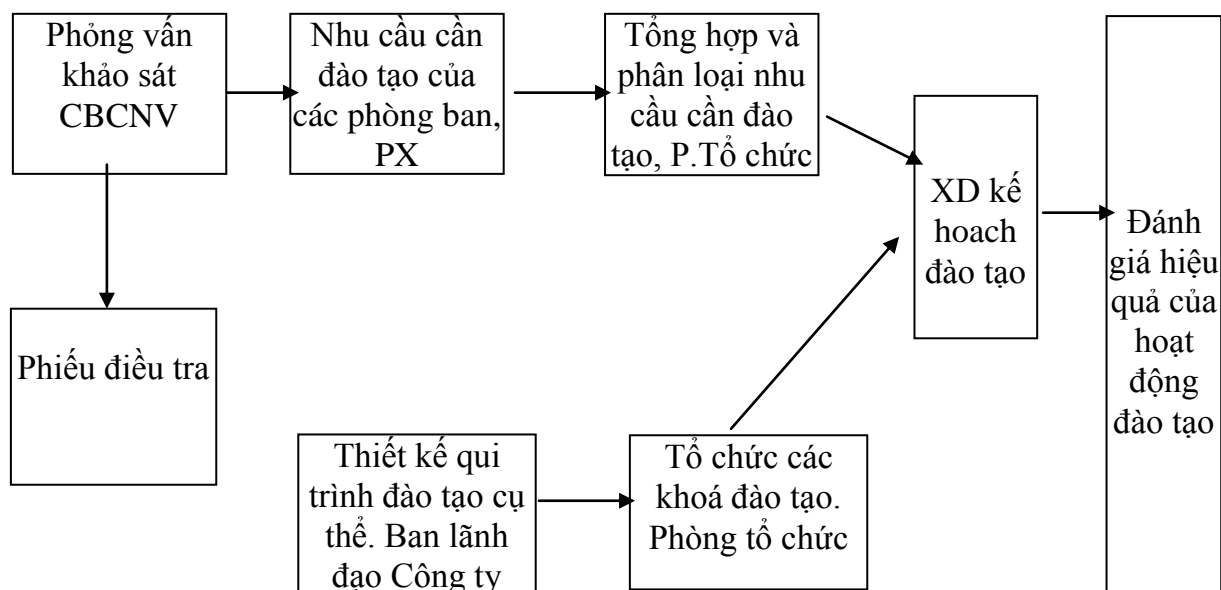 Phỏng vấn
khảo sát
CBCNV
Nhu cầu cần
đào tạo của
các phòng ban,
PX
Tổng hợp và
phân loại nhu
cầu cần đào
tạo, P.Tổ chức
XD kế
hoach
đào tạo
Đánh
giá hiệu
quả của
hoạt
động
đào tạo
Phiếu điều tra
Thiết kế qui
trình đào tạo cụ
thể. Ban lãnh
đạo Công ty
Tổ chức các
khoá đào tạo.
Phòng tổ chức